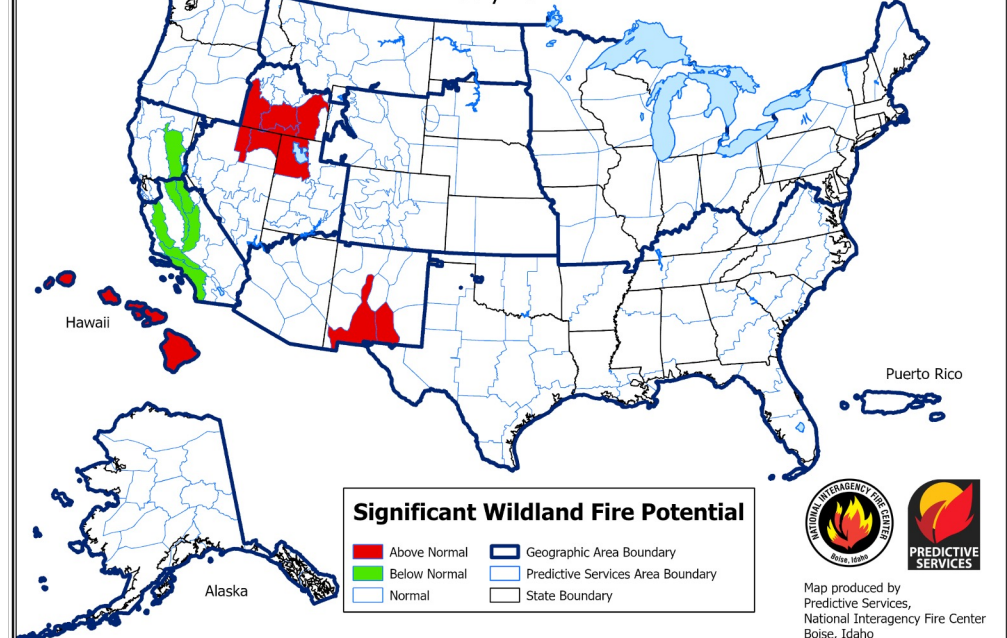 Hawaii
Puerto Rico
Alaska
Significant Wildland Fire Potential
Above Normal
Geographic Area Boundary
Below Normal
Predictive Services Area Boundary
Normal
State Boundary
NATIONAL INTERAGENCY FIRE CENTER
Boise, Idaho
PREDICTIVE
SERVICES
Map produced by
Predictive Services,
National Interagency Fire Center
Boise, Idaho